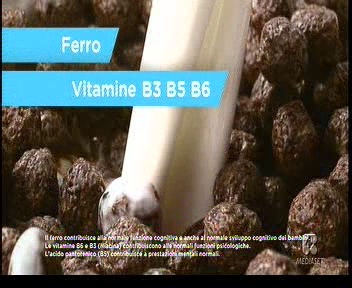 Ferro
Vitamine B3 B5 B6
Il ferro contribuisce alla normale funzione cognitiva e anche al normale sviluppo cognitivo dei bambini.
Le vitamine B6 e B3 (Niacina) contribuiscono alle normali funzioni psicologiche.
L'acido pantotenico (B5) contribuisce a prestazioni mentali normali.
MEDIASET